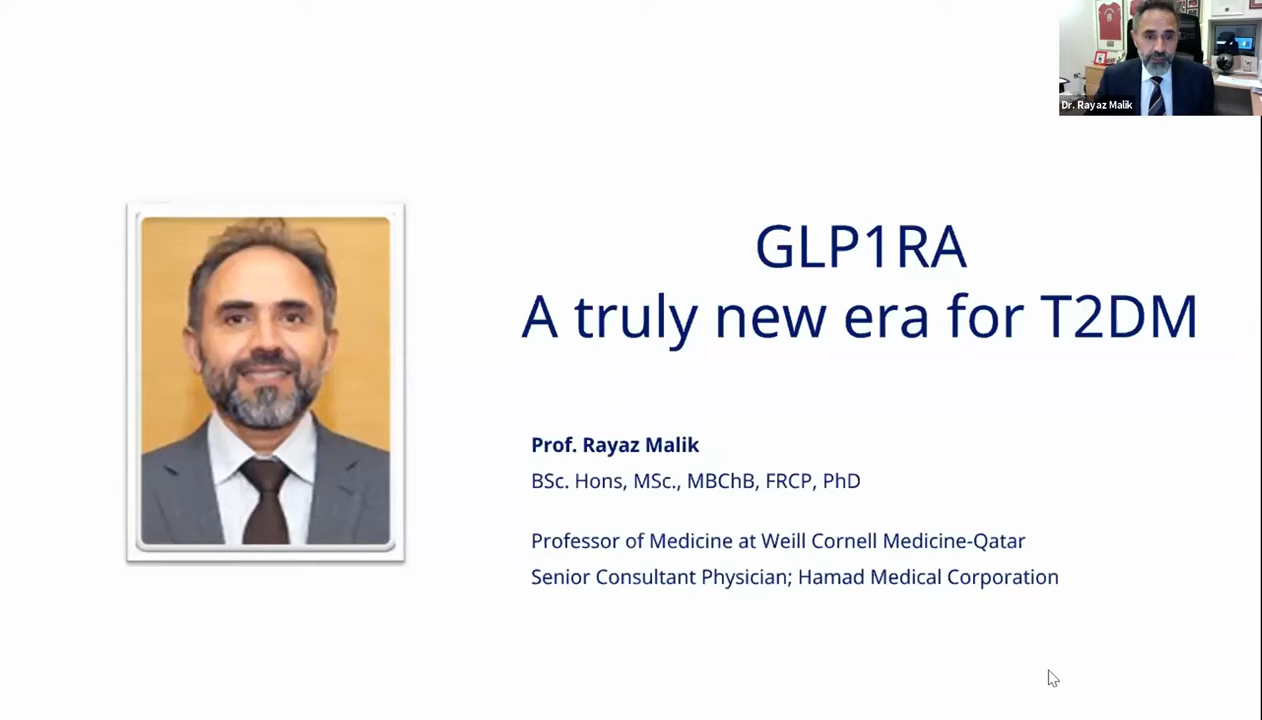 Dr. Rayaz Malik
GLP1RA
A truly new era for T2DM
Prof. Rayaz Malik
BSc. Hons, MSc., MBChB, FRCP, PhD
Professor of Medicine at Weill Cornell Medicine-Qatar
Senior Consultant Physician; Hamad Medical Corporation